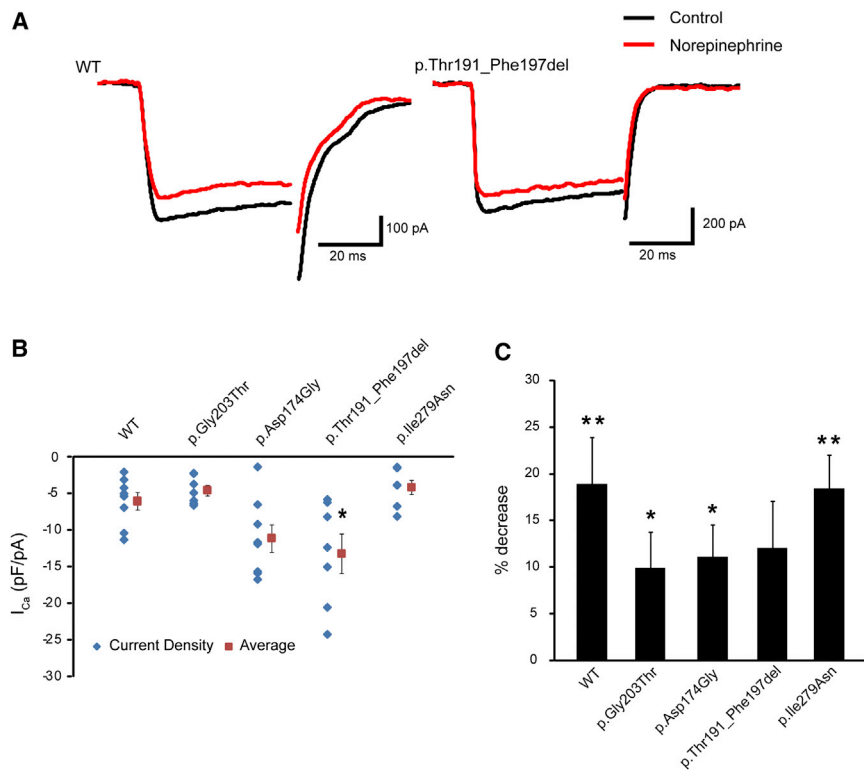 A
Control
Norepinephrine
WT
p.Thr191_Phe197del
100 pA
20 ms
200 pA
20 ms
B
WT
p.Gly203Thr
p.Asp174Gly
p.Thr191_Phe197del
p.Ile279Asn
0
-5
-10
-15
-20
-25
-30
I_Ca (pF/pA)
*
Current Density
Average
C
30
25
20
15
10
5
0
% decrease
**
*
*
**
WT
p.Gly203Thr
p.Asp174Gly
p.Thr191_Phe197del
p.Ile279Asn